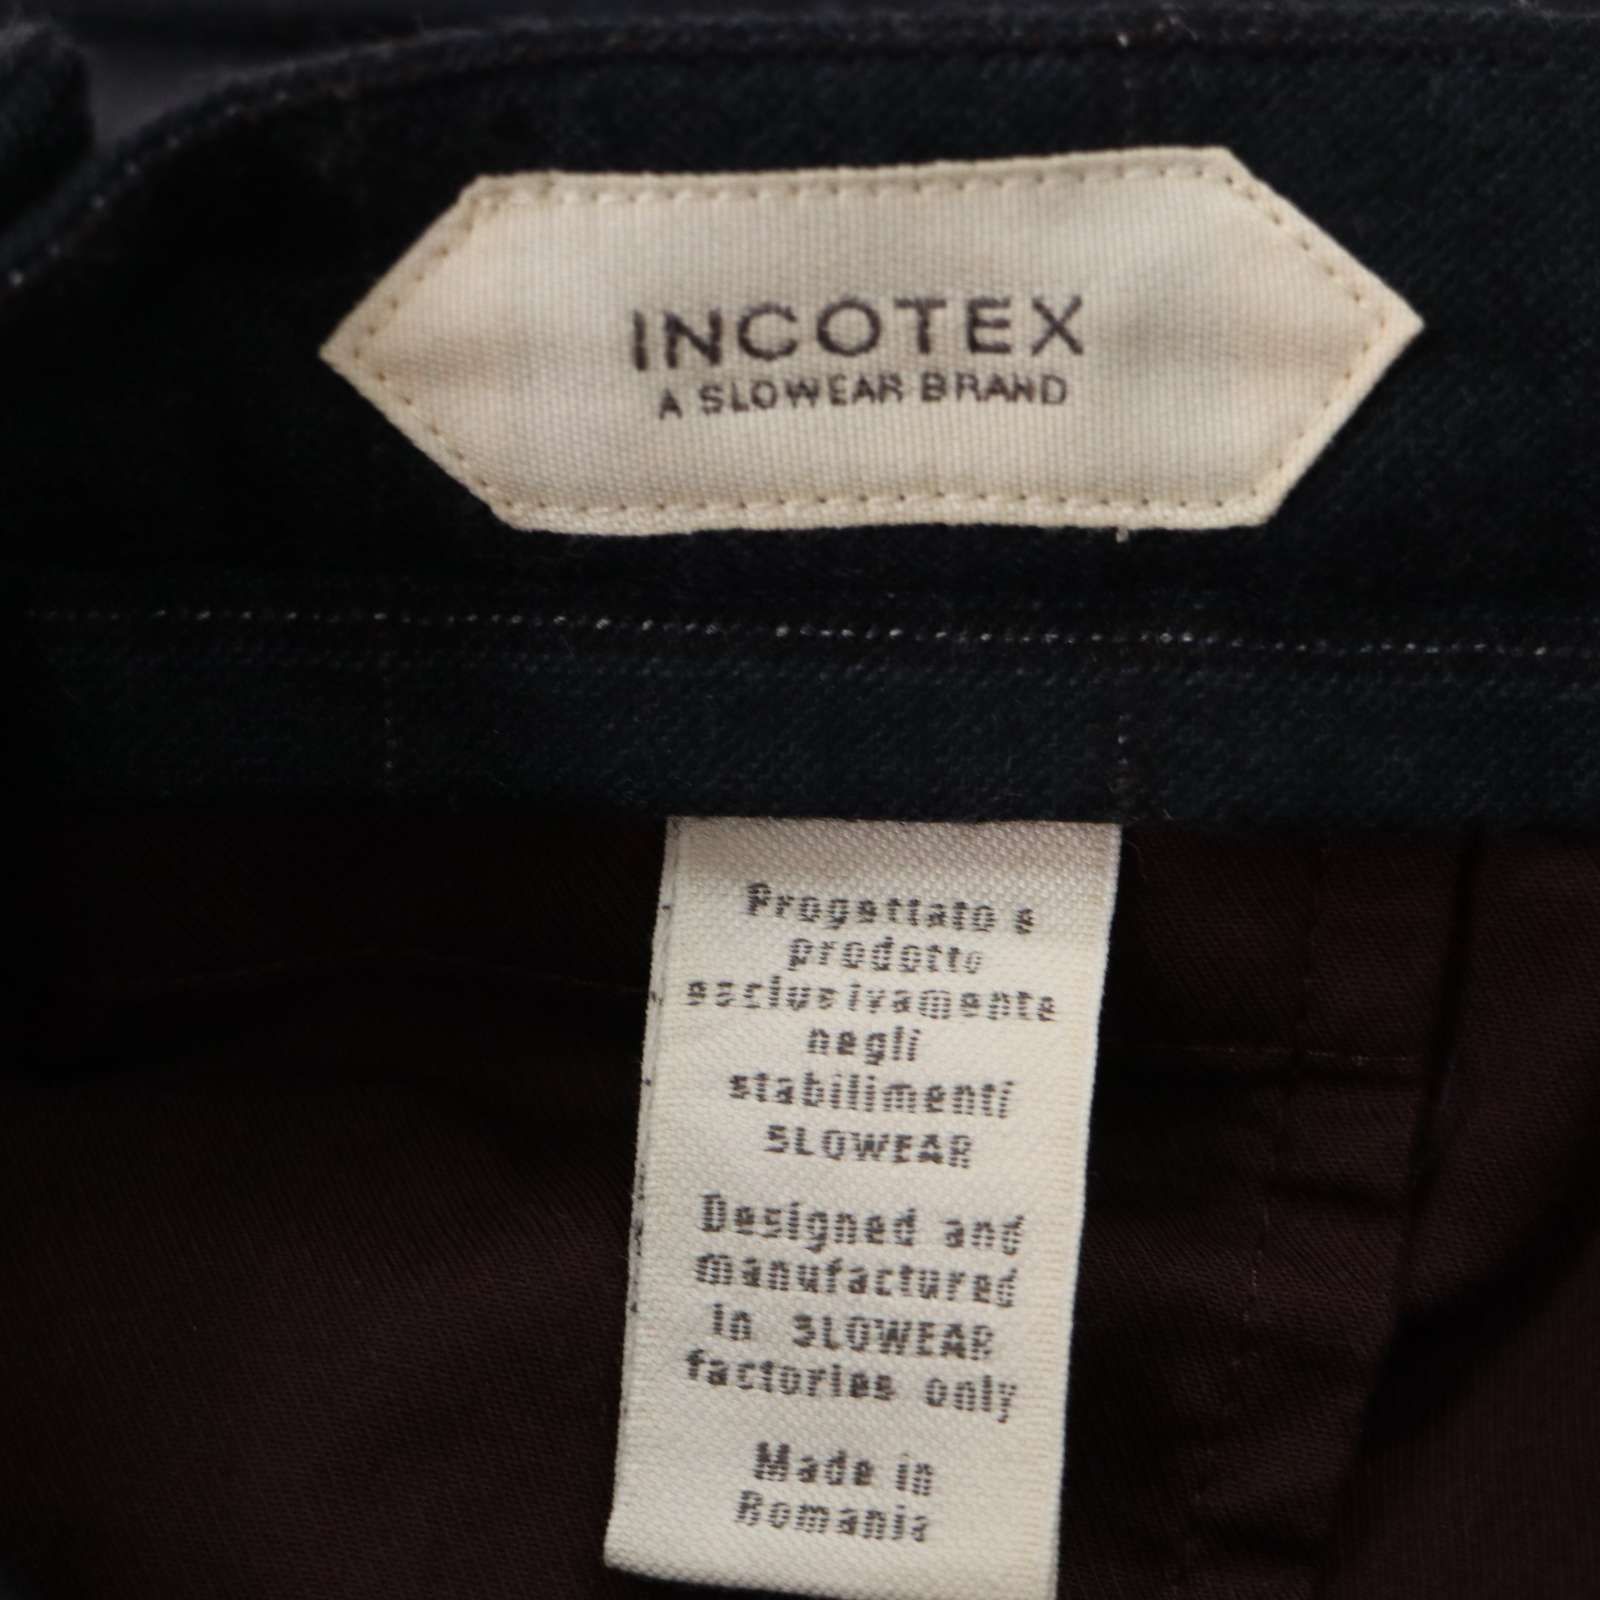 INCOTEX
A SLOWEAR BRAND
Progettato e
prodotto
esclusivamente
negli
stabilimenti
SLOWEAR
Designed and
manufactured
in SLOWEAR
factories only
Made in
Romania